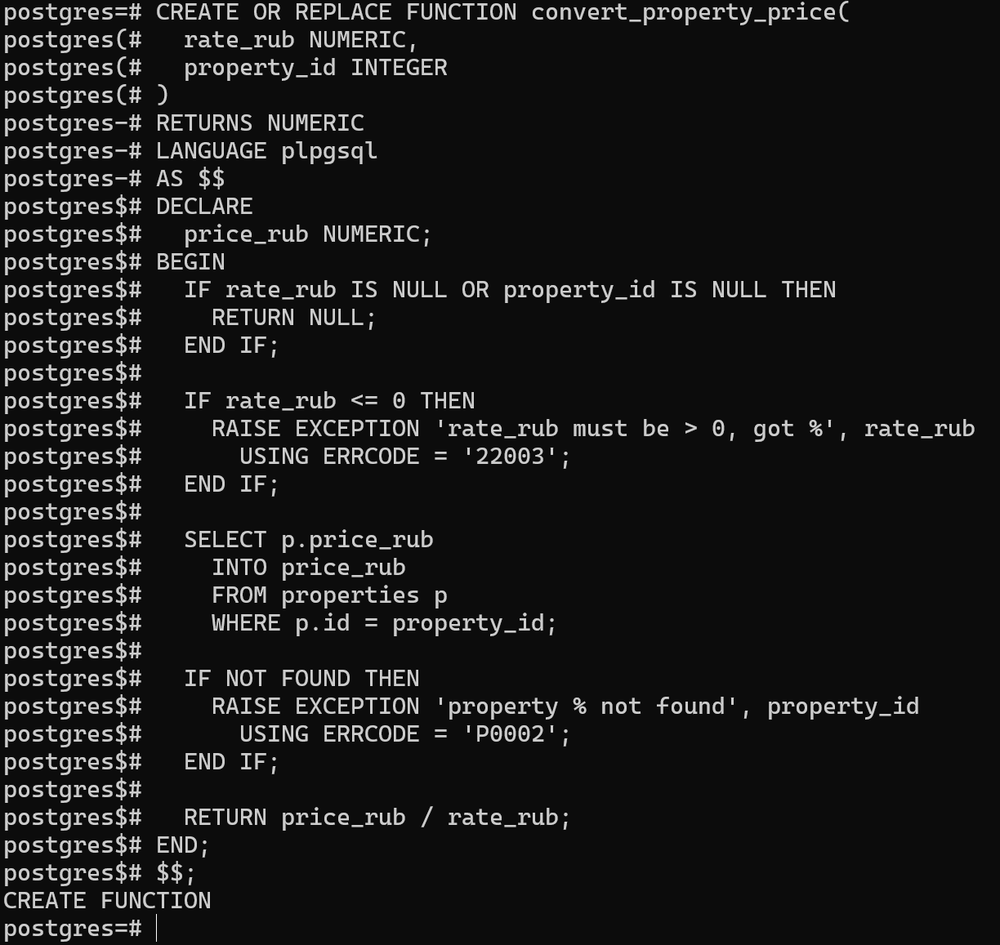 postgres=# CREATE OR REPLACE FUNCTION convert_property_price(
postgres(#   rate_rub NUMERIC,
postgres(#   property_id INTEGER
postgres(# )
postgres-# RETURNS NUMERIC
postgres-# LANGUAGE plpgsql
postgres-# AS $$
postgres$# DECLARE
postgres$#   price_rub NUMERIC;
postgres$# BEGIN
postgres$#   IF rate_rub IS NULL OR property_id IS NULL THEN
postgres$#     RETURN NULL;
postgres$#   END IF;
postgres$#
postgres$#   IF rate_rub <= 0 THEN
postgres$#     RAISE EXCEPTION 'rate_rub must be > 0, got %', rate_rub
postgres$#       USING ERRCODE = '22003';
postgres$#   END IF;
postgres$#
postgres$#   SELECT p.price_rub
postgres$#     INTO price_rub
postgres$#     FROM properties p
postgres$#     WHERE p.id = property_id;
postgres$#
postgres$#   IF NOT FOUND THEN
postgres$#     RAISE EXCEPTION 'property % not found', property_id
postgres$#       USING ERRCODE = 'P0002';
postgres$#   END IF;
postgres$#
postgres$#   RETURN price_rub / rate_rub;
postgres$# END;
postgres$# $$;
CREATE FUNCTION
postgres=#